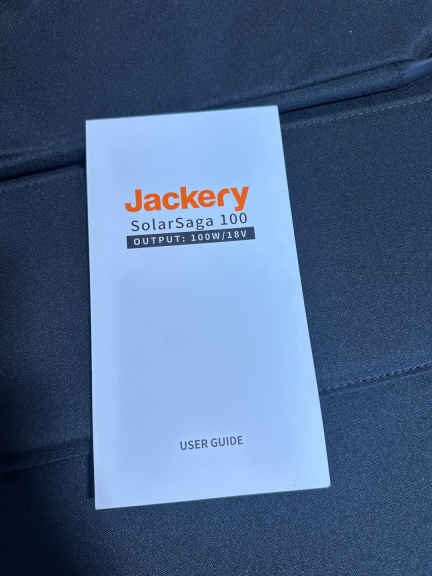 Jackery
SolarSaga 100
OUTPUT: 100W/18V
USER GUIDE